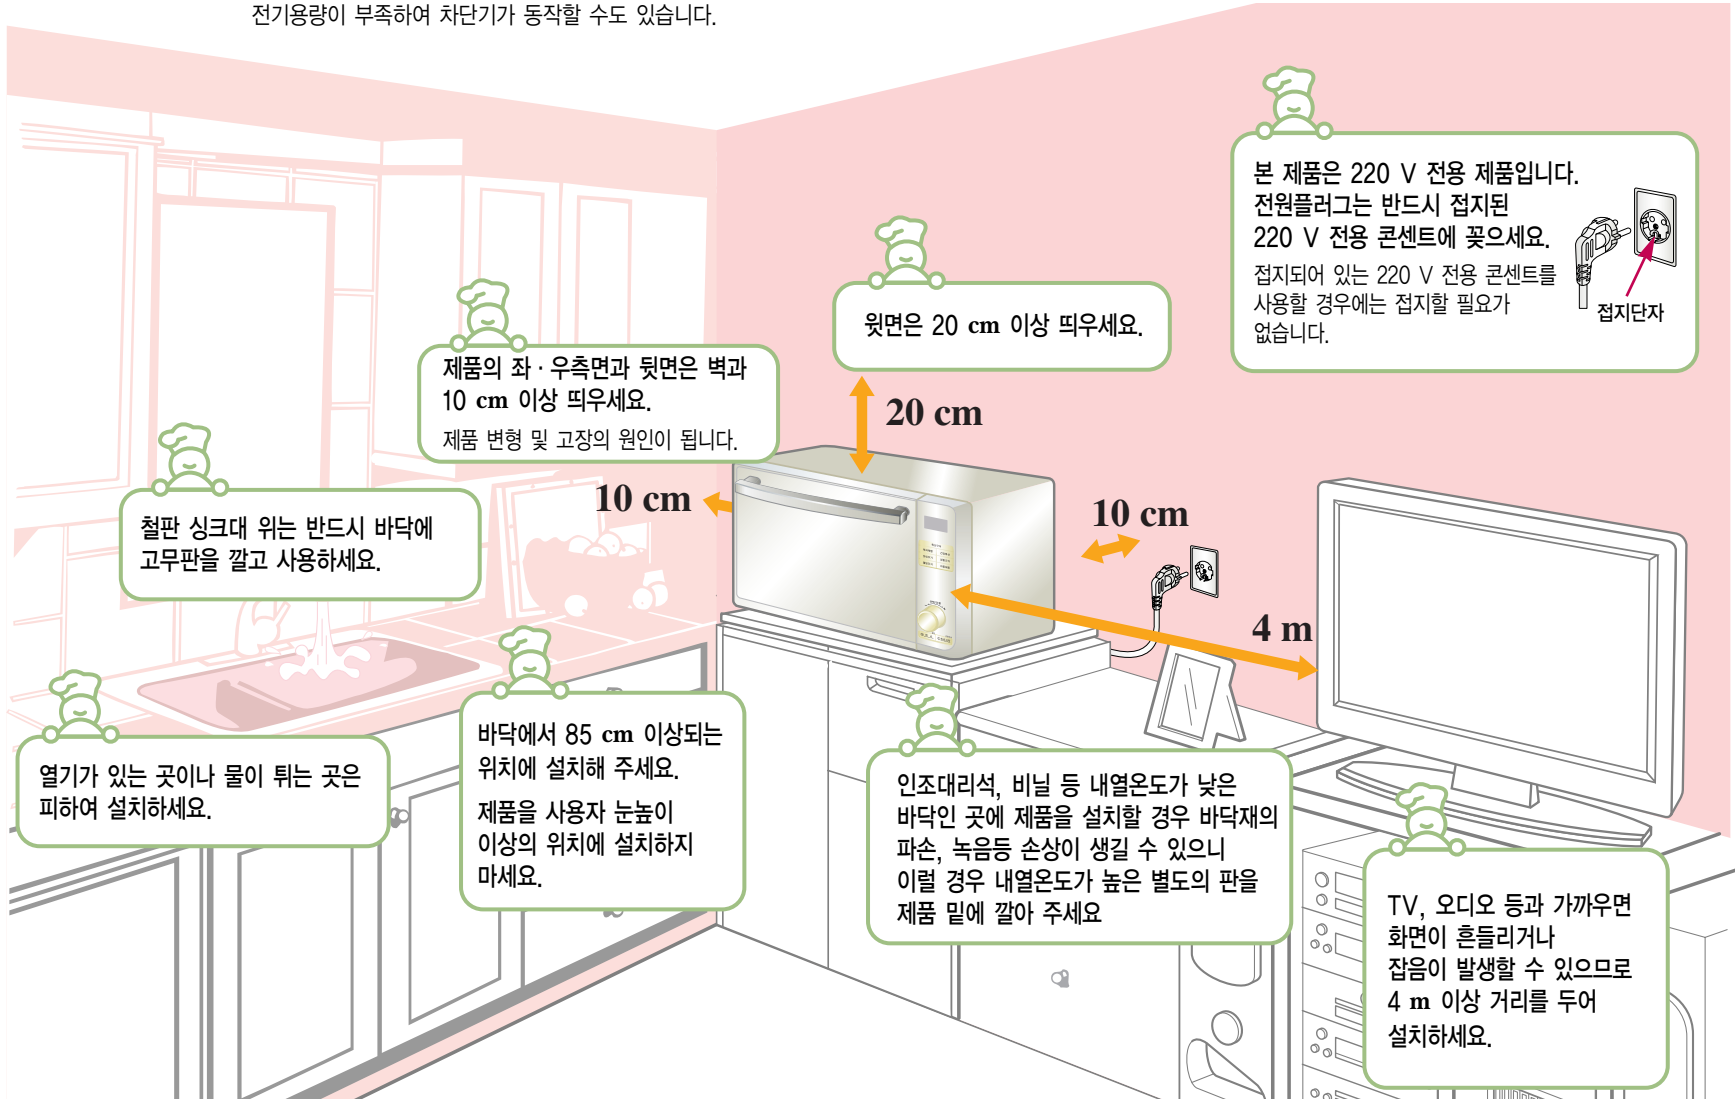 전기용량이 부족하여 차단기가 동작할 수도 있습니다.
본 제품은 220 V 전용 제품입니다.
전원플러그는 반드시 접지된
220 V 전용 콘센트에 꽂으세요.
접지되어 있는 220 V 전용 콘센트를
사용할 경우에는 접지할 필요가
없습니다.
접지단자
윗면은 20 cm 이상 띄우세요.
제품의 좌 · 우측면과 뒷면은 벽과
10 cm 이상 띄우세요.
제품 변형 및 고장의 원인이 됩니다.
20 cm
10 cm
10 cm
4 m
철판 싱크대 위는 반드시 바닥에
고무판을 깔고 사용하세요.
열기가 있는 곳이나 물이 튀는 곳은
피하여 설치하세요.
바닥에서 85 cm 이상되는
위치에 설치해 주세요.
제품을 사용자 눈높이
이상의 위치에 설치하지
마세요.
인조대리석, 비닐 등 내열온도가 낮은
바닥인 곳에 제품을 설치할 경우 바닥재의
파손, 녹음등 손상이 생길 수 있으니
이럴 경우 내열온도가 높은 별도의 판을
제품 밑에 깔아 주세요
TV, 오디오 등과 가까우면
화면이 흔들리거나
잡음이 발생할 수 있으므로
4 m 이상 거리를 두어
설치하세요.